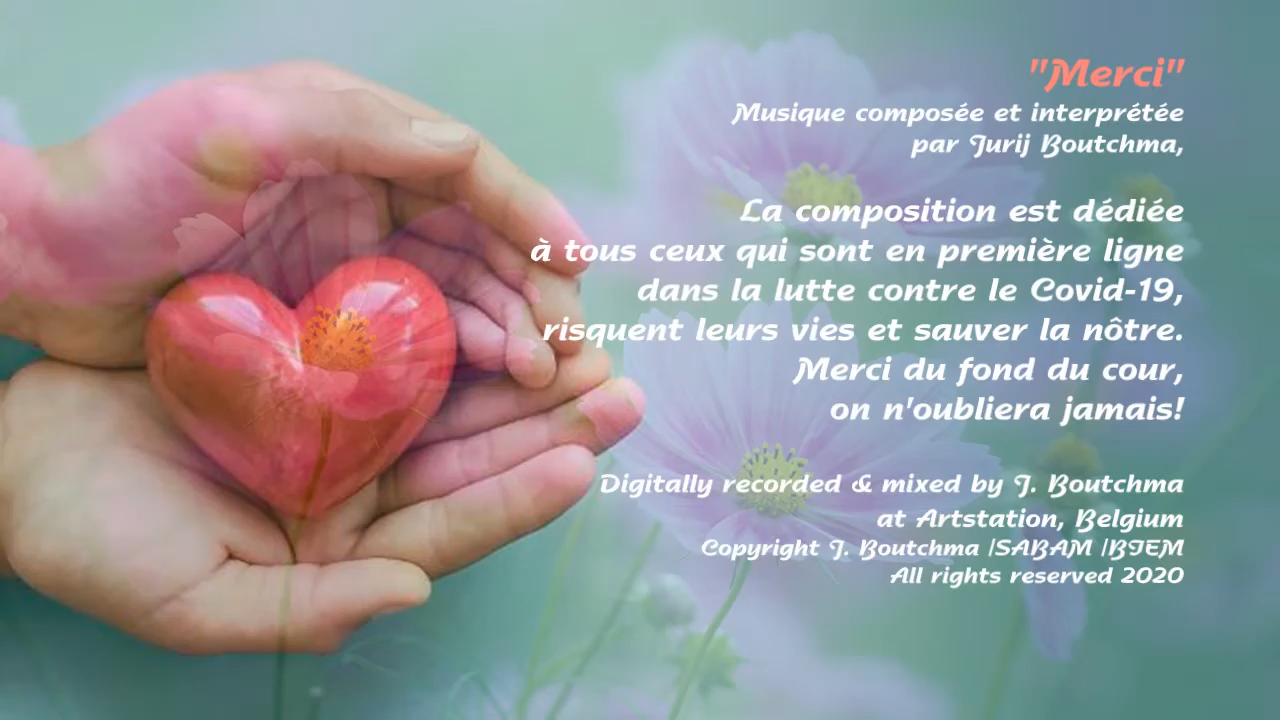 "Merci"
Musique composée et interprétée
par Jurij Boutchma,
La composition est dédiée
à tous ceux qui sont en première ligne
dans la lutte contre le Covid-19,
risquent leurs vies et sauver la nôtre.
Merci du fond du cour,
on n'oubliera jamais!
Digitally recorded & mixed by J. Boutchma
at Artstation, Belgium
Copyright J. Boutchma |SABAM |BIEM
All rights reserved 2020